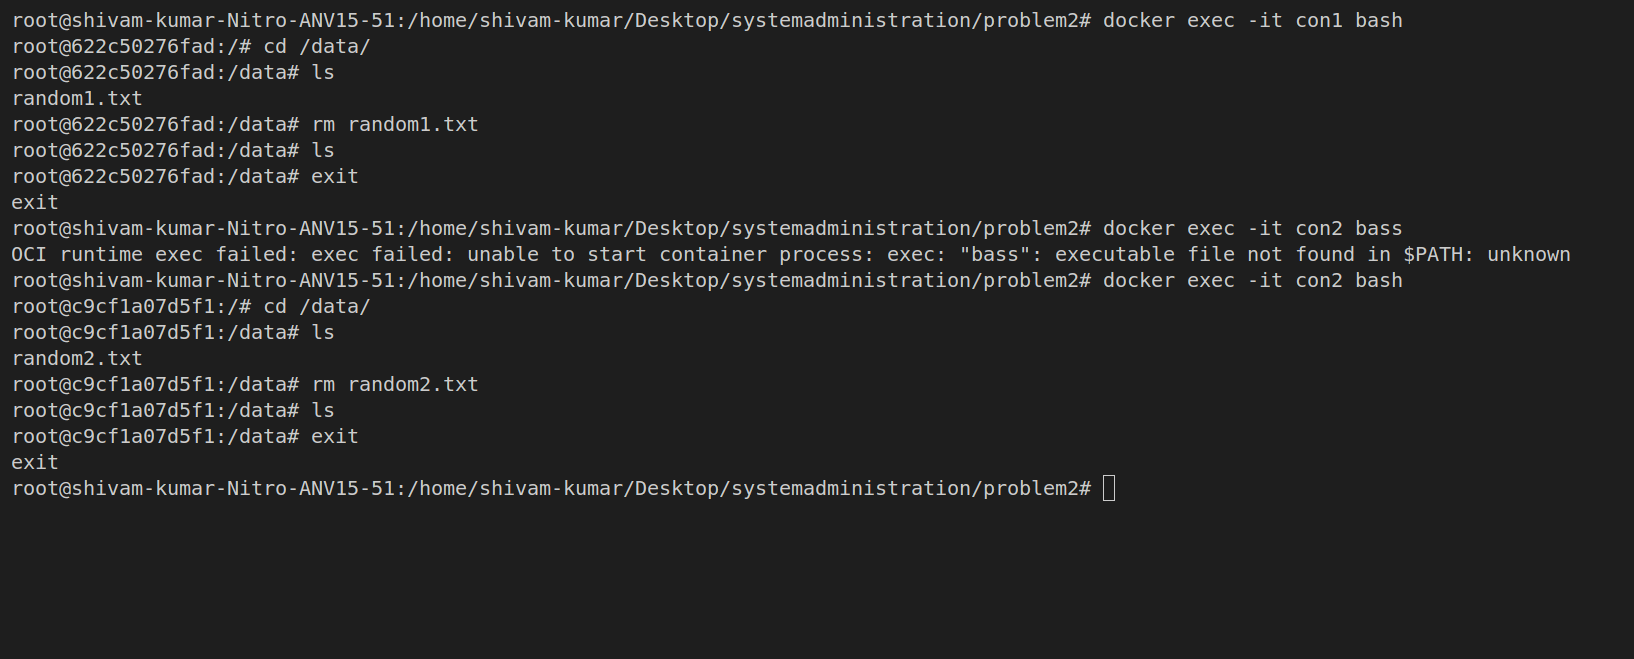 root@shivam-kumar-Nitro-ANV15-51:/home/shivam-kumar/Desktop/systemadministration/problem2# docker exec -it con1 bash
root@622c50276fad:/# cd /data/
root@622c50276fad:/data# ls
random1.txt
root@622c50276fad:/data# rm random1.txt
root@622c50276fad:/data# ls
root@622c50276fad:/data# exit
exit
root@shivam-kumar-Nitro-ANV15-51:/home/shivam-kumar/Desktop/systemadministration/problem2# docker exec -it con2 bass
OCI runtime exec failed: exec failed: unable to start container process: exec: "bass": executable file not found in $PATH: unknown
root@shivam-kumar-Nitro-ANV15-51:/home/shivam-kumar/Desktop/systemadministration/problem2# docker exec -it con2 bash
root@c9cf1a07d5f1:/# cd /data/
root@c9cf1a07d5f1:/data# ls
random2.txt
root@c9cf1a07d5f1:/data# rm random2.txt
root@c9cf1a07d5f1:/data# ls
root@c9cf1a07d5f1:/data# exit
exit
root@shivam-kumar-Nitro-ANV15-51:/home/shivam-kumar/Desktop/systemadministration/problem2#